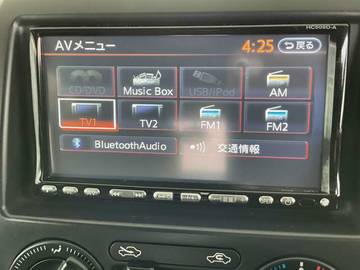 HC309D-A
AVメニュー
4:25
戻る
CD/DVD
Music Box
USB/iPod
AM
TV1
TV2
FM1
FM2
BluetoothAudio
交通情報